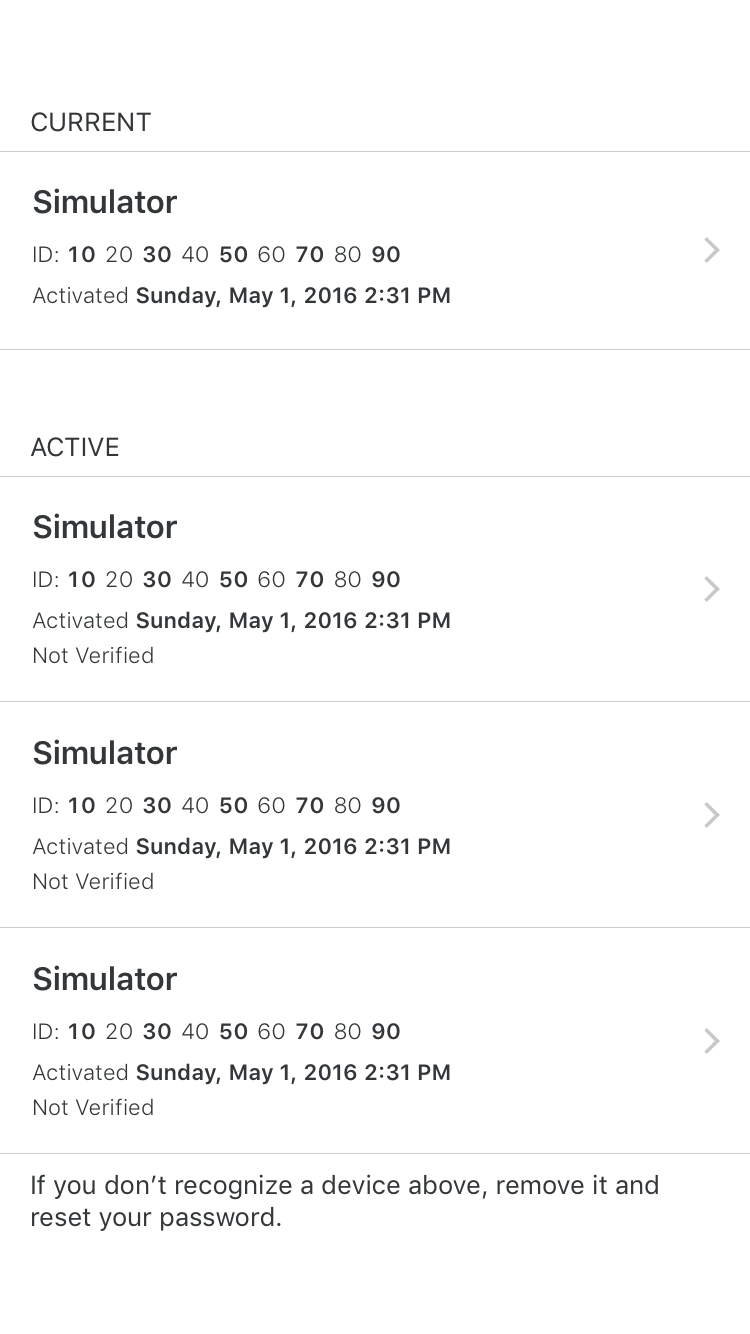 CURRENT
Simulator
ID: 10 20 30 40 50 60 70 80 90
Activated Sunday, May 1, 2016 2:31 PM
ACTIVE
Simulator
ID: 10 20 30 40 50 60 70 80 90
Activated Sunday, May 1, 2016 2:31 PM
Not Verified
Simulator
ID: 10 20 30 40 50 60 70 80 90
Activated Sunday, May 1, 2016 2:31 PM
Not Verified
Simulator
ID: 10 20 30 40 50 60 70 80 90
Activated Sunday, May 1, 2016 2:31 PM
Not Verified
If you don’t recognize a device above, remove it and
reset your password.